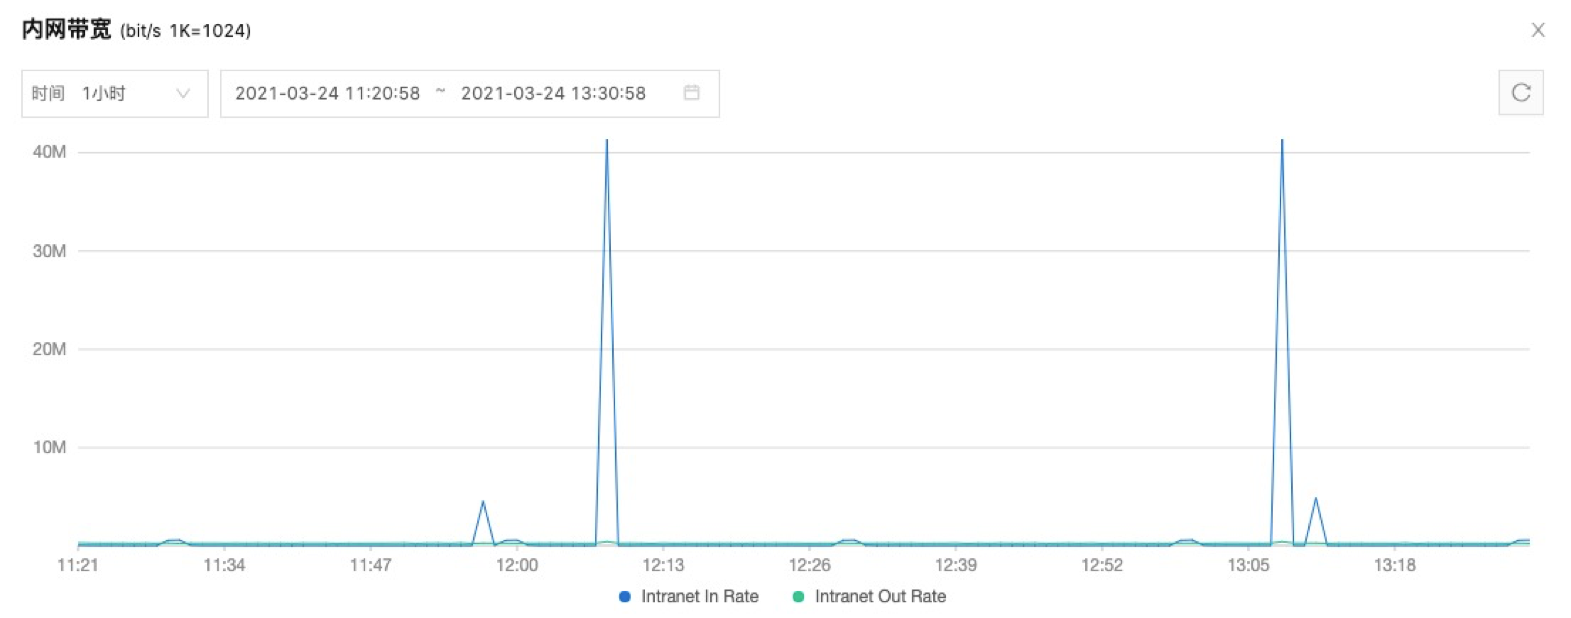 内网带宽 (bit/s 1K=1024)
时间 1小时 2021-03-24 11:20:58 ~ 2021-03-24 13:30:58
40M
30M
20M
10M
11:21 11:34 11:47 12:00 12:13 12:26 12:39 12:52 13:05 13:18
Intranet In Rate Intranet Out Rate